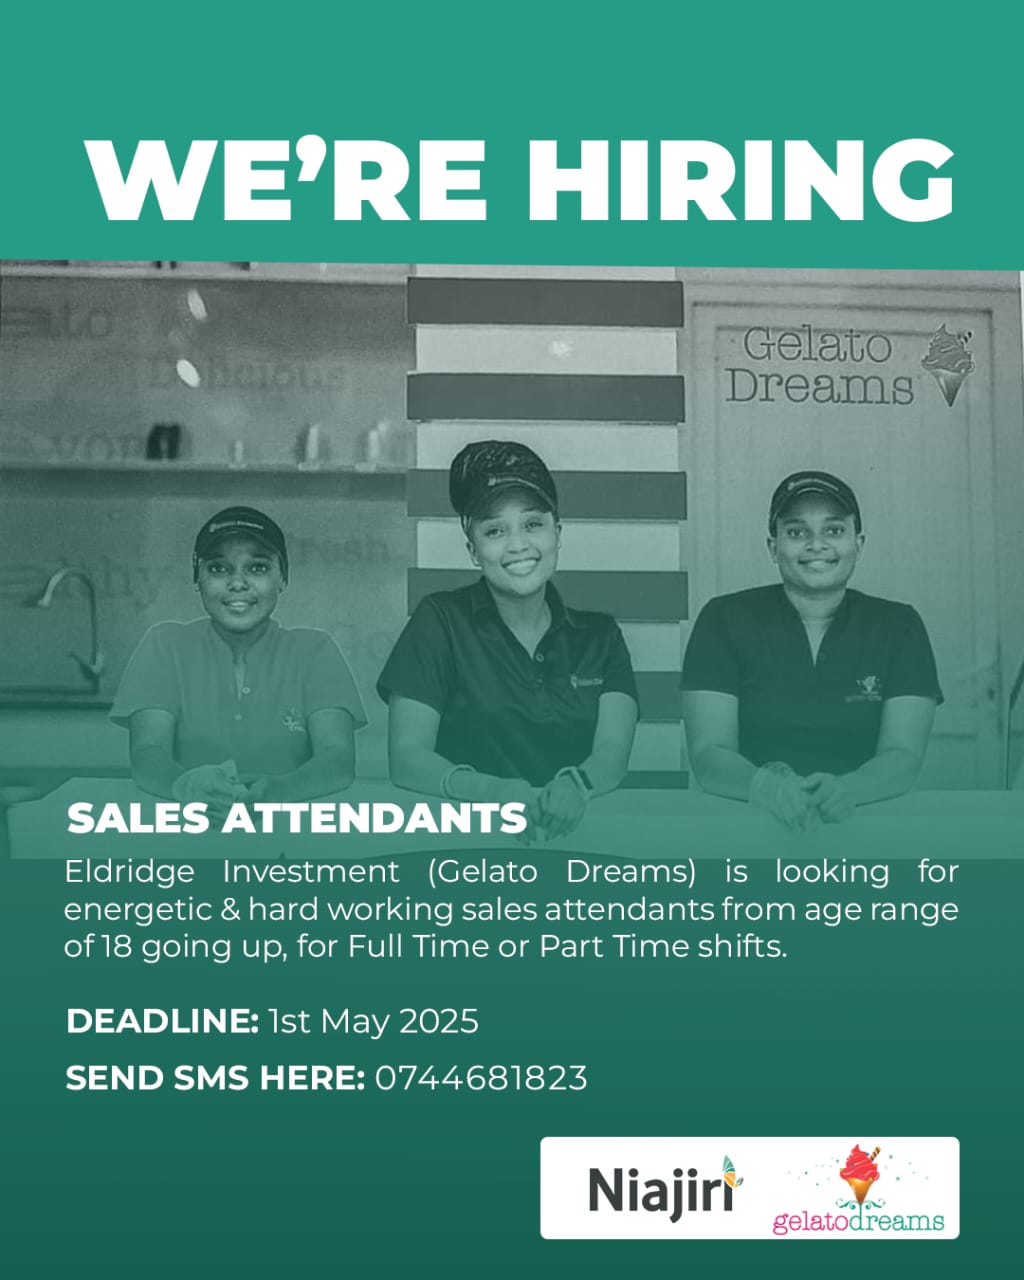 WE'RE HIRING
Gelato
Dreams
Delicious
fresh
SALES ATTENDANTS
Eldridge Investment (Gelato Dreams) is looking for
energetic & hard working sales attendants from age range
of 18 going up, for Full Time or Part Time shifts.
DEADLINE: 1st May 2025
SEND SMS HERE: 0744681823
Niajiri
gelatodreams